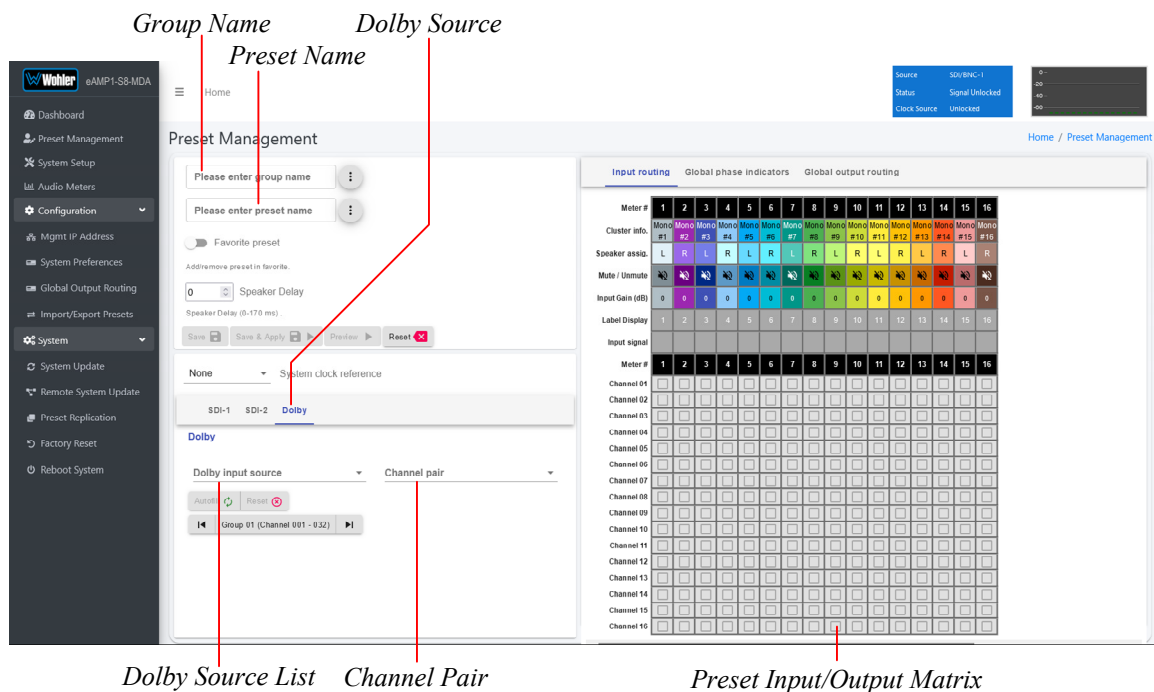 Group Name
Dolby Source
Preset Name
Wohler eAMP1-S8-MDA
Dashboard
Preset Management
System Setup
Audio Meters
Configuration
Mgmt IP Address
System Preferences
Global Output Routing
Import/Export Presets
System
System Update
Remote System Update
Preset Replication
Factory Reset
Reboot System
Home
Source SDI/BNC-1
Status Signal Unlocked
Clock Source Unlocked
0-
-20
-40 -
-60
Preset Management
Home / Preset Management
Please enter group name
Please enter preset name
Favorite preset
Add/remove preset in favorite.
0 Speaker Delay
Speaker Delay (0-170 ms) .
Save Save & Apply Preview Reset
None System clock reference
SDI-1 SDI-2 Dolby
Dolby
Dolby input source Channel pair
Autofill Reset
Group 01 (Channel 001 - 032)
Input routing Global phase indicators Global output routing
Meter # 1 2 3 4 5 6 7 8 9 10 11 12 13 14 15 16
Cluster info. Mono #1 Mono #2 Mono #3 Mono #4 Mono #5 Mono #6 Mono #7 Mono #8 Mono #9 Mono #10 Mono #11 Mono #12 Mono #13 Mono #14 Mono #15 Mono #16
Speaker assig. L R L R L R L R L R L R L R L R
Mute / Unmute
Input Gain (dB) 0 0 0 0 0 0 0 0 0 0 0 0 0 0 0 0
Label Display 1 2 3 4 5 6 7 8 9 10 11 12 13 14 15 16
Input signal
Meter # 1 2 3 4 5 6 7 8 9 10 11 12 13 14 15 16
Channel 01
Channel 02
Channel 03
Channel 04
Channel 05
Channel 06
Channel 07
Channel 08
Channel 09
Channel 10
Channel 11
Channel 12
Channel 13
Channel 14
Channel 15
Channel 16
Dolby Source List
Channel Pair
Preset Input/Output Matrix